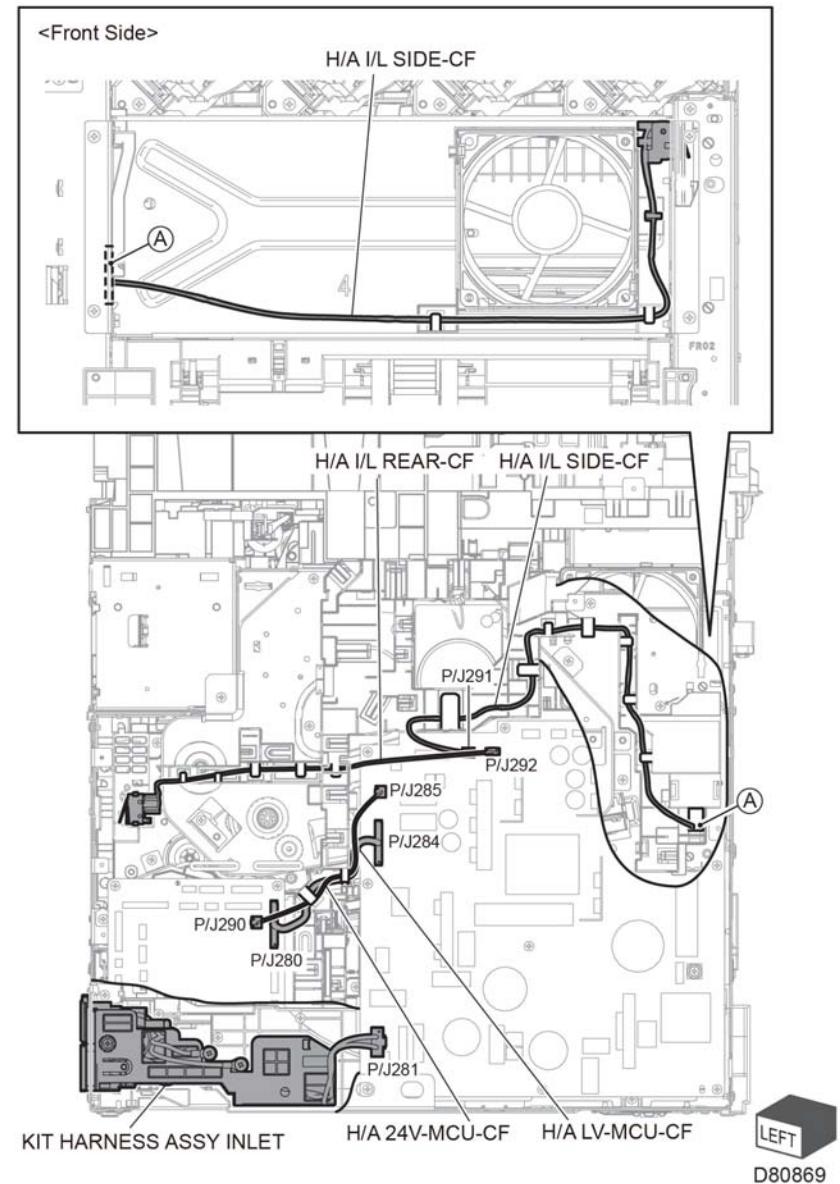 <Front Side>
H/A I/L SIDE-CF
A
4
FR02
H/A I/L REAR-CF H/A I/L SIDE-CF
P/J291
P/J292
P/J285
A
P/J284
P/J290
P/J280
P/J281
KIT HARNESS ASSY INLET
H/A 24V-MCU-CF
H/A LV-MCU-CF
LEFT
D80869